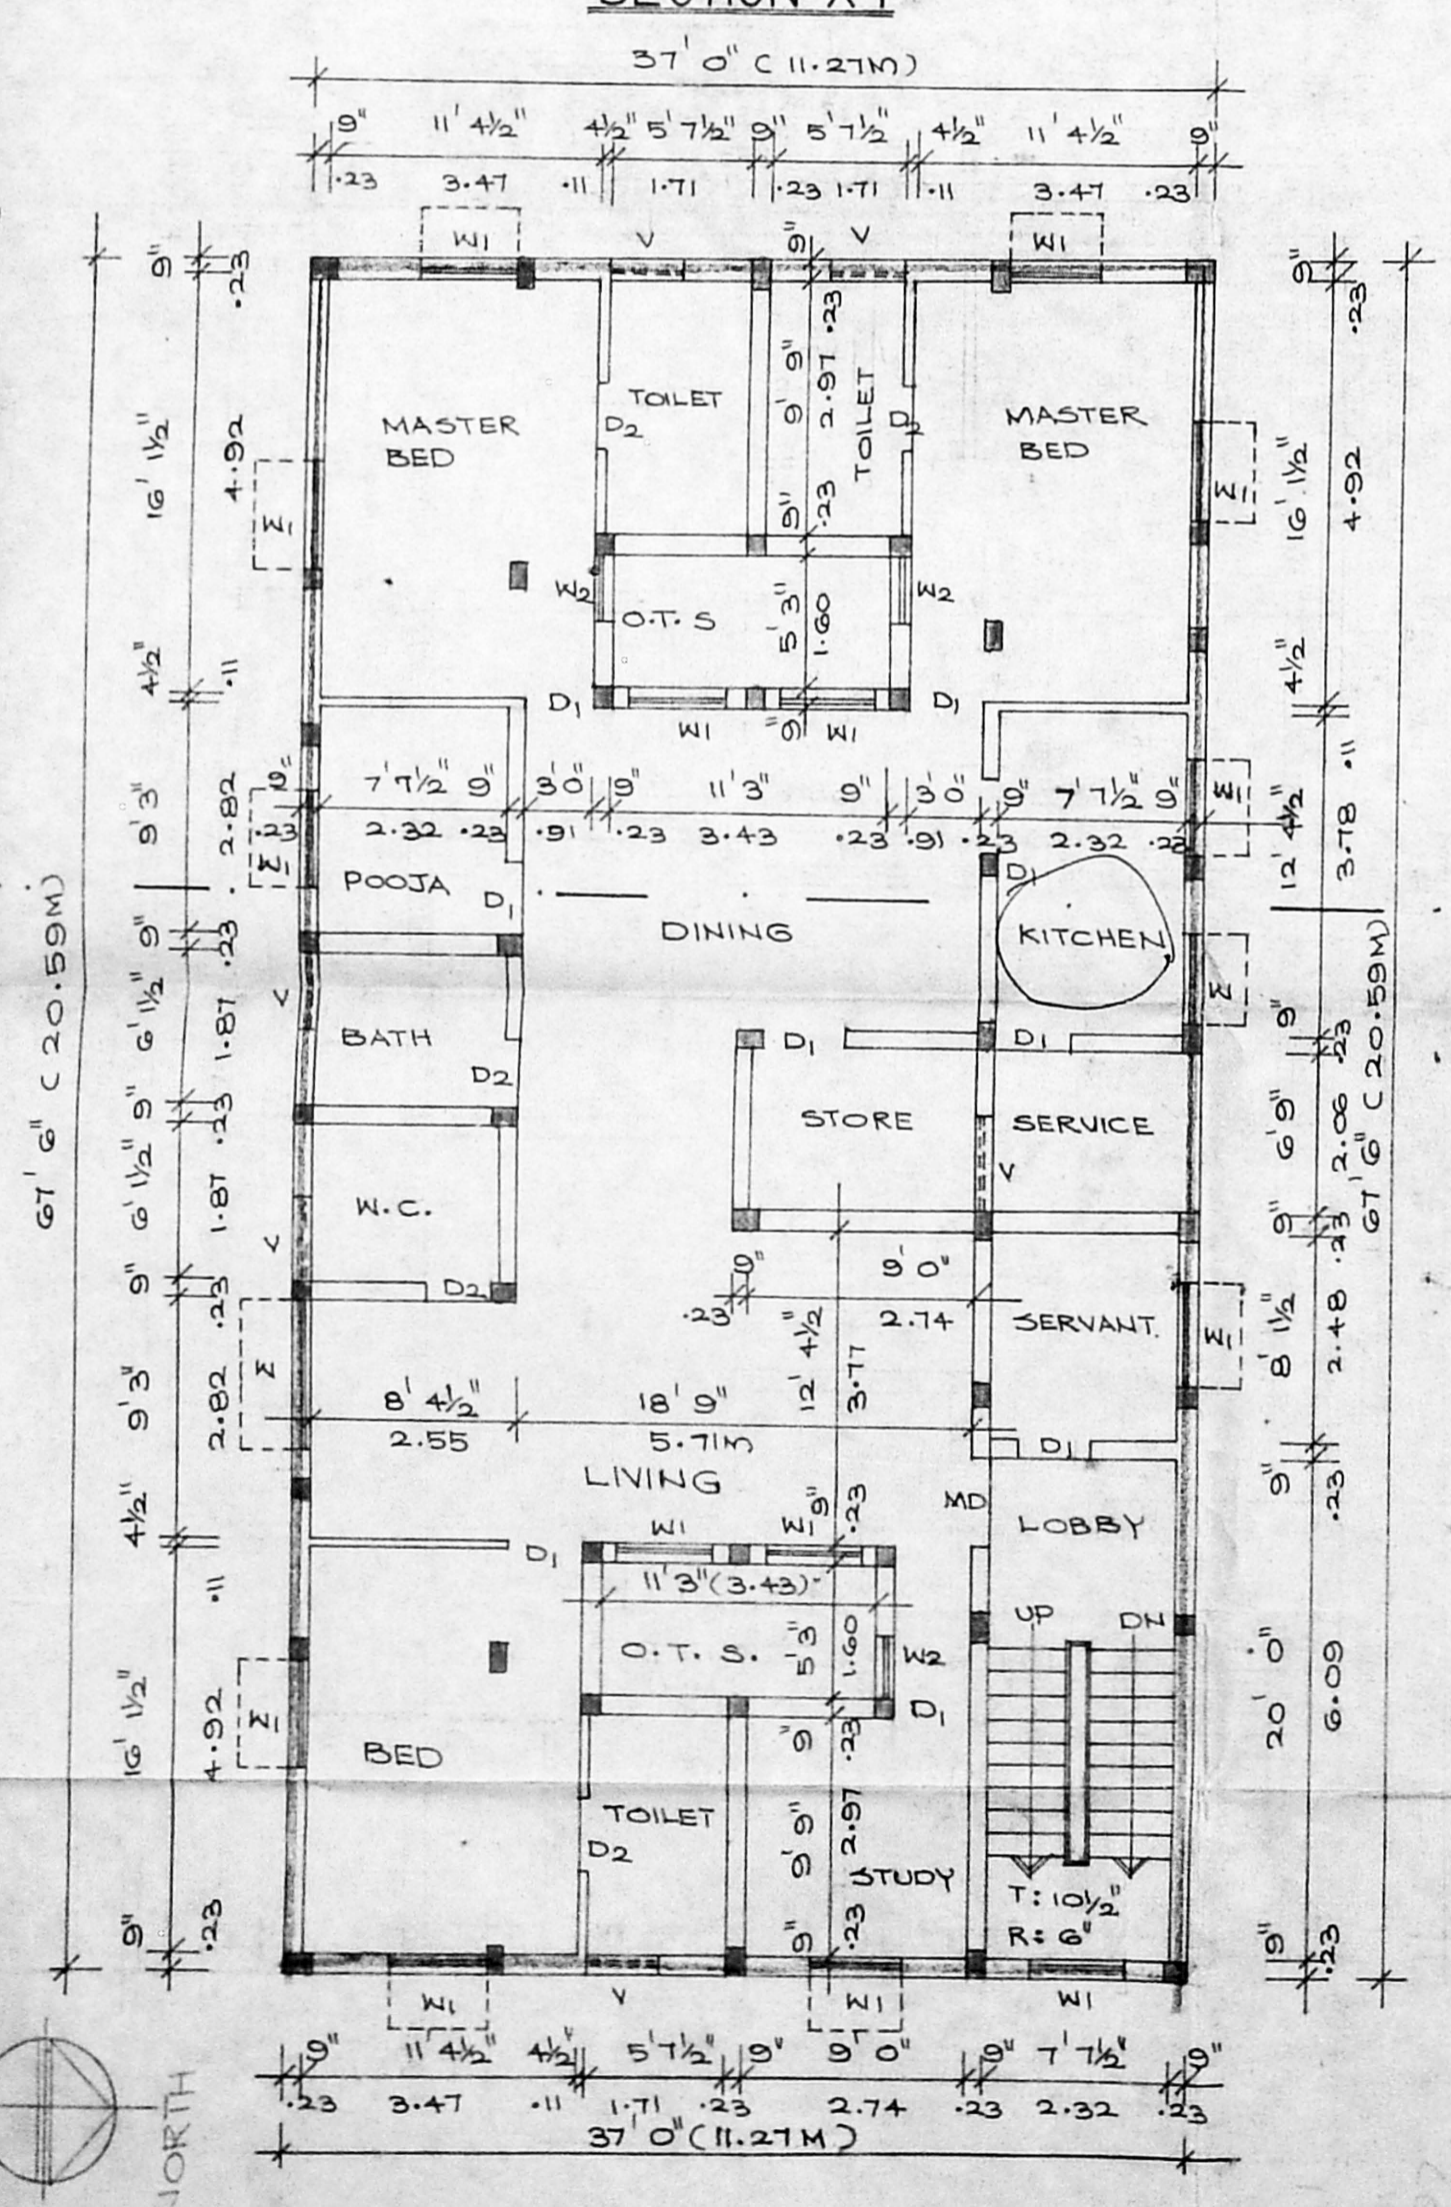 SECTION X-Y
37' 0" ( 11.27M )
9" 11' 4½" 4½" 5' 7½" 9" 5' 7½" 4½" 11' 4½" 9"
.23 3.47 .11 1.71 .23 1.71 .11 3.47 .23
W1 V V W1
9" .23
9"
9" .23
16' 1½" 4.92
MASTER BED
D2
TOILET
9' 9" 2.97 .23
TOILET
D2
MASTER BED
16' 1½" 4.92
W1
W1
9" .23
W2
O.T.S
5' 3" 1.60
W2
4½" .11
D1
W1
9"
W1
D1
4½" .11
9" 7' 7½" 9" 3' 0" 9" 11' 3" 9" 3' 0" 9" 7' 7½" 9"
.23 2.32 .23 .91 .23 3.43 .23 .91 .23 2.32 .23
W1
W1
9' 3" 2.82
12' 4½" 3.78
POOJA
D1
DINING
D1
KITCHEN
W1
67' 6" ( 20.59M )
67' 6" ( 20.59M )
9" .23
V
6' 1½" 1.87
BATH
D2
D1
D1
9" .23
9" .23
STORE
SERVICE
V
6' 9" 2.06
6' 1½" 1.87
W.C.
V
D2
9" .23
9" .23
9" 9' 0"
.23 2.74
SERVANT.
W1
8' 1½" 2.48
9' 3" 2.82
W
12' 4½" 3.77
8' 4½" 18' 9"
2.55 5.71M
D1
LIVING
MD
LOBBY
9" .23
9" .23
4½" .11
D1
W1
W1
11' 3" (3.43)
UP DN
O.T.S.
5' 3" 1.60
W2
D1
16' 1½" 4.92
W1
BED
9" .23
20' 0" 6.09
TOILET
D2
9' 9" 2.97
STUDY
T: 10½"
R: 6"
9" .23
9" .23
9" .23
W1 V W1 W1
9" 11' 4½" 4½" 5' 7½" 9" 9' 0" 9" 7' 7½" 9"
.23 3.47 .11 1.71 .23 2.74 .23 2.32 .23
37' 0" (11.27M)
NORTH